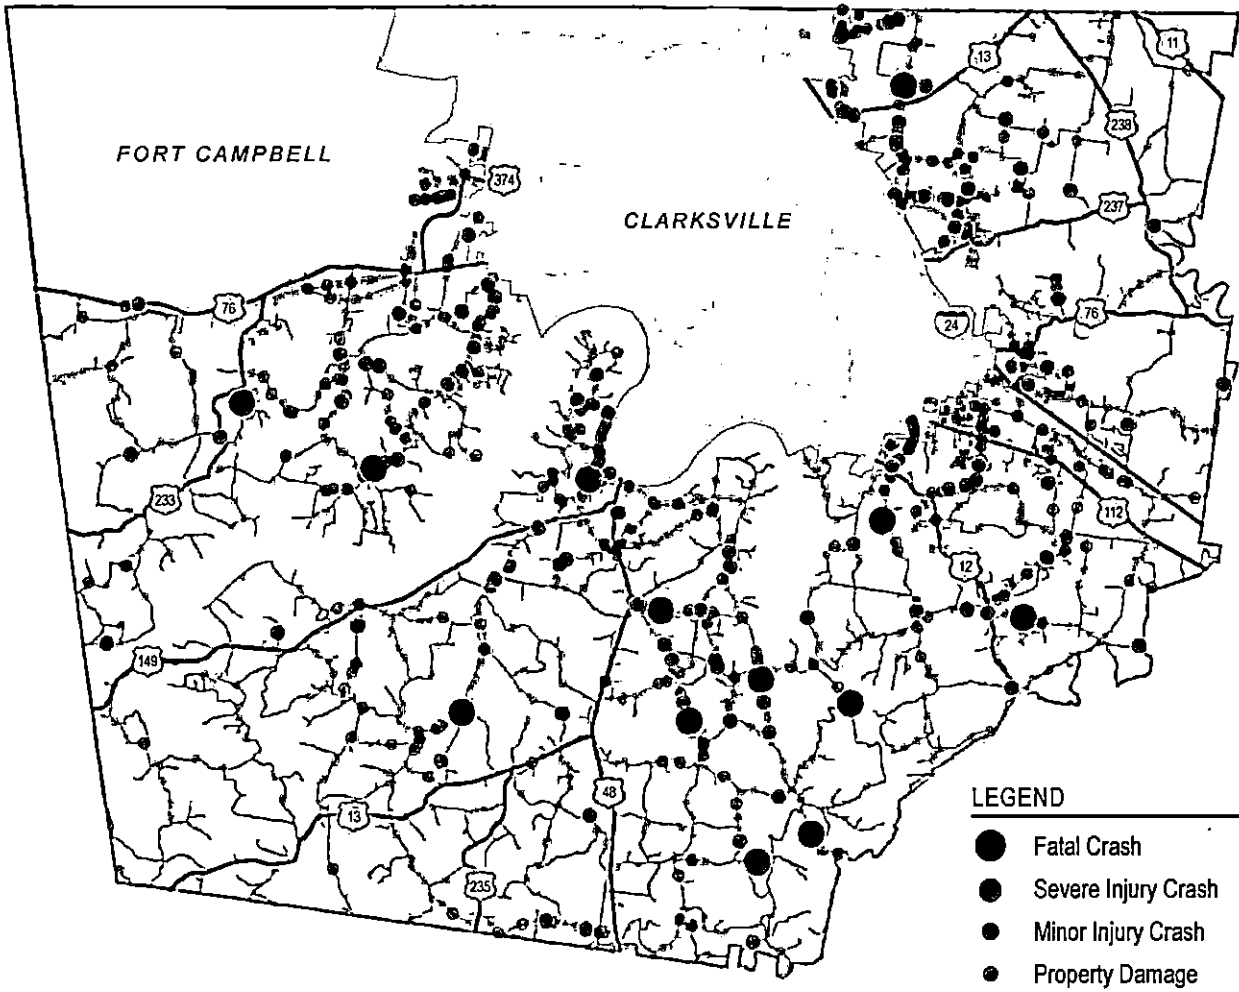 11
13
238
FORT CAMPBELL
374
237
CLARKSVILLE
76
24
76
233
112
12
149
48
13
235
LEGEND
Fatal Crash
Severe Injury Crash
Minor Injury Crash
Property Damage